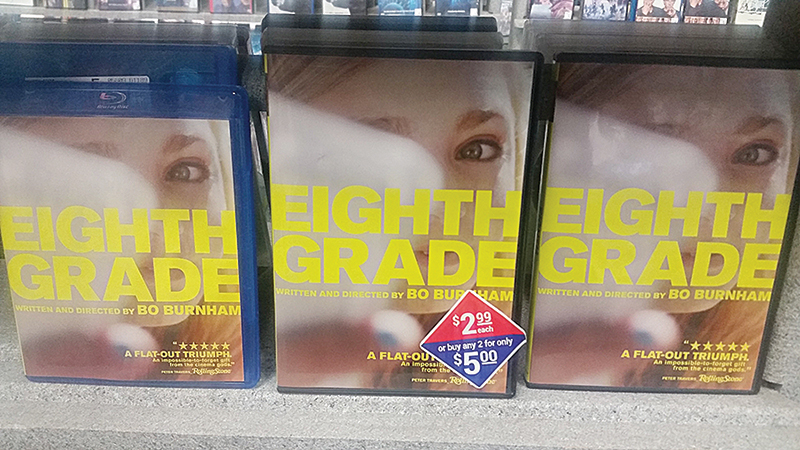 Blu-ray Disc
EIGHTH
GRADE
WRITTEN AND DIRECTED BY BO BURNHAM
"★★★★★
A FLAT-OUT TRIUMPH.
An impossible-to-forget gift
from the cinema gods."
PETER TRAVERS, Rolling Stone
EIGHTH
GRADE
WRITTEN AND DIRECTED BY BO BURNHAM
$2.99
each
or buy any 2 for only
$5.00
A FLAT-OUT
An impossib
from the
PETER TRAVERS, Rolling Stone
EIGHTH
GRADE
WRITTEN AND DIRECTED BY BO BURNHAM
"★★★★★
A FLAT-OUT TRIUMPH.
An impossible-to-forget gift
from the cinema gods."
PETER TRAVERS, Rolling Stone